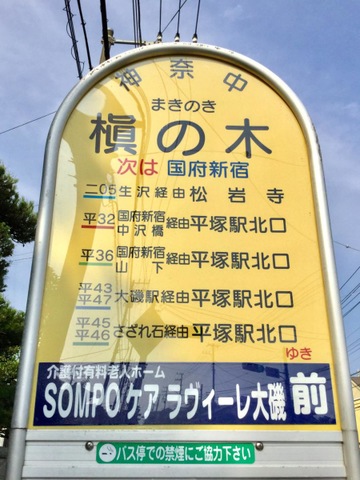 神奈中
まきのき
槇の木
次は 国府新宿
二05 生沢経由 松岩寺
平32 国府新宿 中沢橋 経由 平塚駅北口
平36 国府新宿 山下 経由 平塚駅北口
平43
平47 大磯駅経由 平塚駅北口
平45
平46 さざれ石経由 平塚駅北口
ゆき
介護付有料老人ホーム
SOMPOケア ラヴィーレ大磯 前
バス停での禁煙にご協力下さい